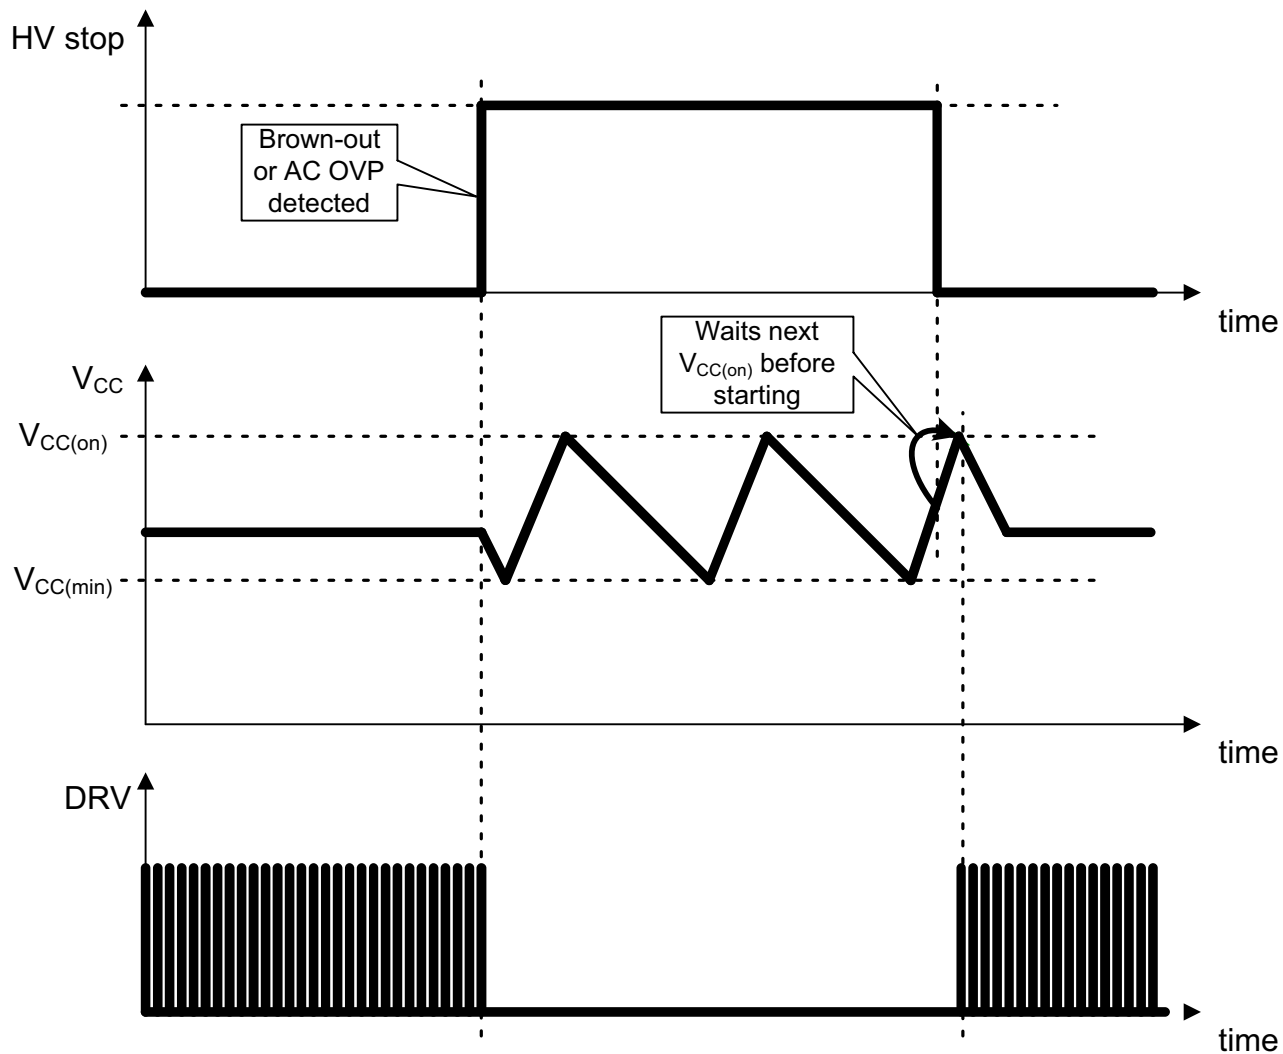 HV stop
Brown-out
or AC OVP
detected
time
Waits next
VCC(on) before
starting
VCC
VCC(on)
VCC(min)
time
DRV
time